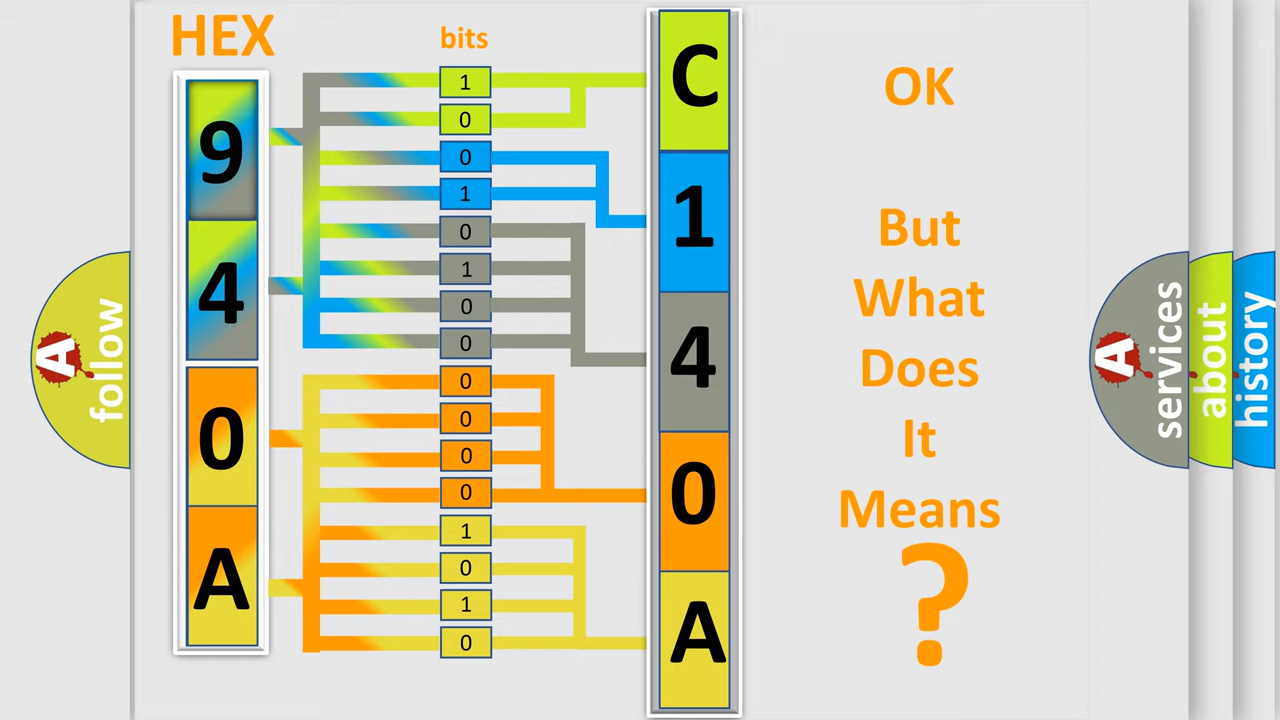 HEX
bits
9
4
0
A
1
0
0
1
0
1
0
0
0
0
0
0
1
0
1
0
C
1
4
0
A
OK
But
What
Does
It
Means
?
A
follow
A
services
about
history